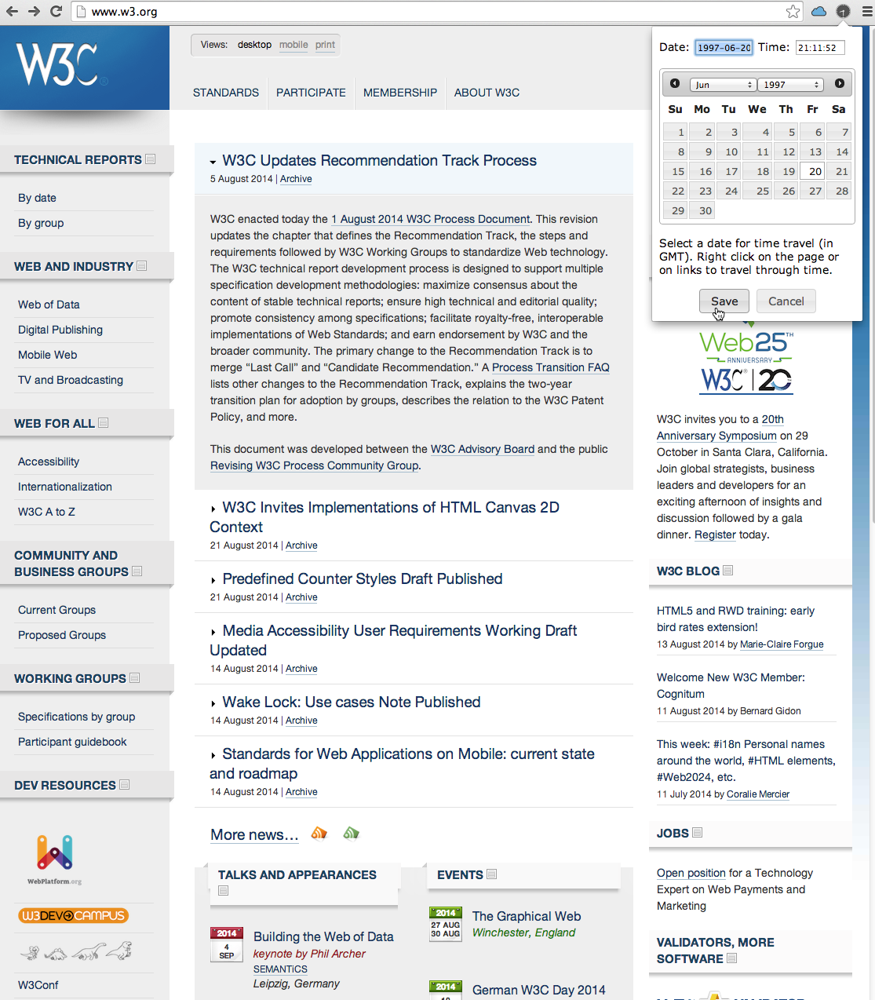 www.w3.org
W3C
Views: desktop mobile print
STANDARDS PARTICIPATE MEMBERSHIP ABOUT W3C
Date: 1997-06-20 Time: 21:11:52
Jun 1997
Su Mo Tu We Th Fr Sa
1 2 3 4 5 6 7
8 9 10 11 12 13 14
15 16 17 18 19 20 21
22 23 24 25 26 27 28
29 30
Select a date for time travel (in
GMT). Right click on the page or
on links to travel through time.
Save Cancel
TECHNICAL REPORTS
By date
By group
WEB AND INDUSTRY
Web of Data
Digital Publishing
Mobile Web
TV and Broadcasting
WEB FOR ALL
Accessibility
Internationalization
W3C A to Z
COMMUNITY AND
BUSINESS GROUPS
Current Groups
Proposed Groups
WORKING GROUPS
Specifications by group
Participant guidebook
DEV RESOURCES
WebPlatform.org
W3DEVCAMPUS
W3Conf
W3C Updates Recommendation Track Process
5 August 2014 | Archive
W3C enacted today the 1 August 2014 W3C Process Document. This revision
updates the chapter that defines the Recommendation Track, the steps and
requirements followed by W3C Working Groups to standardize Web technology.
The W3C technical report development process is designed to support multiple
specification development methodologies: maximize consensus about the
content of stable technical reports; ensure high technical and editorial quality;
promote consistency among specifications; facilitate royalty-free, interoperable
implementations of Web Standards; and earn endorsement by W3C and the
broader community. The primary change to the Recommendation Track is to
merge “Last Call” and “Candidate Recommendation.” A Process Transition FAQ
lists other changes to the Recommendation Track, explains the two-year
transition plan for adoption by groups, describes the relation to the W3C Patent
Policy, and more.
This document was developed between the W3C Advisory Board and the public
Revising W3C Process Community Group.
W3C Invites Implementations of HTML Canvas 2D
Context
21 August 2014 | Archive
Predefined Counter Styles Draft Published
21 August 2014 | Archive
Media Accessibility User Requirements Working Draft
Updated
14 August 2014 | Archive
Wake Lock: Use cases Note Published
14 August 2014 | Archive
Standards for Web Applications on Mobile: current state
and roadmap
14 August 2014 | Archive
More news…
TALKS AND APPEARANCES
2014
4
SEP
Building the Web of Data
keynote by Phil Archer
SEMANTiCS
Leipzig, Germany
EVENTS
2014
27 AUG
30 AUG
The Graphical Web
Winchester, England
2014
German W3C Day 2014
Web25TH
ANNIVERSARY
W3C® | 20
W3C invites you to a 20th
Anniversary Symposium on 29
October in Santa Clara, California.
Join global strategists, business
leaders and developers for an
exciting afternoon of insights and
discussion followed by a gala
dinner. Register today.
W3C BLOG
HTML5 and RWD training: early
bird rates extension!
13 August 2014 by Marie-Claire Forgue
Welcome New W3C Member:
Cognitum
11 August 2014 by Bernard Gidon
This week: #i18n Personal names
around the world, #HTML elements,
#Web2024, etc.
11 July 2014 by Coralie Mercier
JOBS
Open position for a Technology
Expert on Web Payments and
Marketing
VALIDATORS, MORE
SOFTWARE